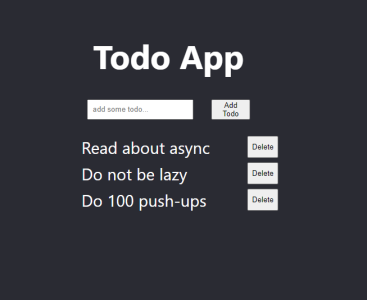 Todo App
add some todo...
Add
Todo
Read about async
Delete
Do not be lazy
Delete
Do 100 push-ups
Delete